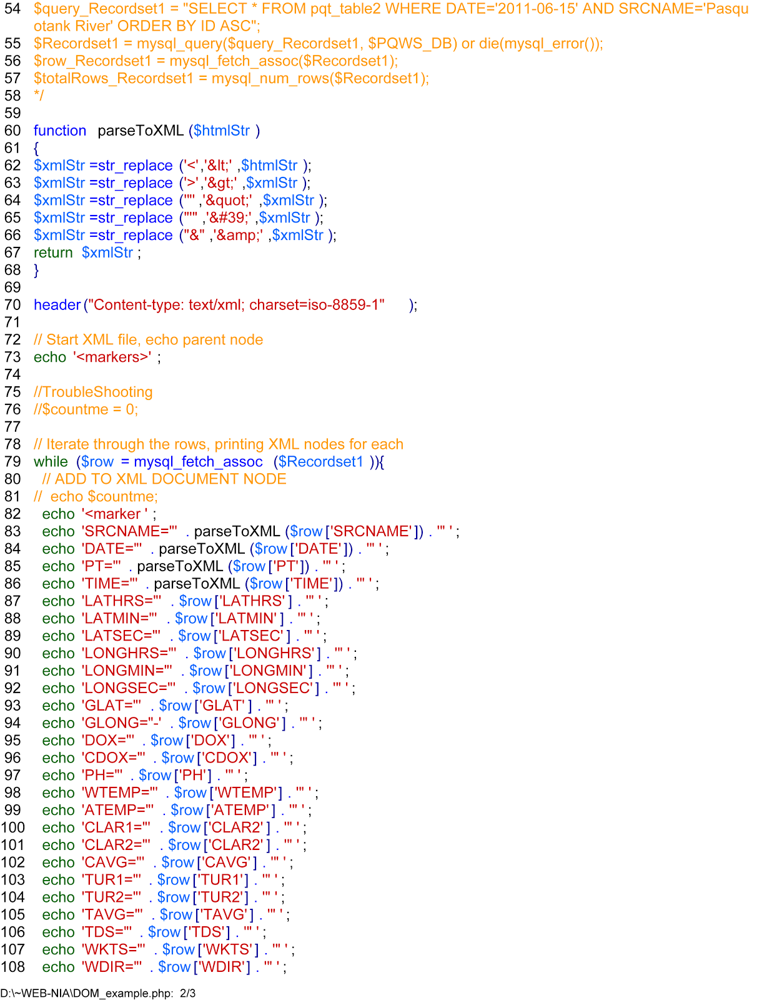 54 $query_Recordset1 = "SELECT * FROM pqt_table2 WHERE DATE='2011-06-15' AND SRCNAME='Pasqu
otank River' ORDER BY ID ASC";
55 $Recordset1 = mysql_query($query_Recordset1, $PQWS_DB) or die(mysql_error());
56 $row_Recordset1 = mysql_fetch_assoc($Recordset1);
57 $totalRows_Recordset1 = mysql_num_rows($Recordset1);
58 */
59
60 function parseToXML ($htmlStr )
61 {
62 $xmlStr =str_replace ('<','&lt;' ,$htmlStr );
63 $xmlStr =str_replace ('>','&gt;' ,$xmlStr );
64 $xmlStr =str_replace ('"' ,'&quot;' ,$xmlStr );
65 $xmlStr =str_replace ("'" ,'&#39;' ,$xmlStr );
66 $xmlStr =str_replace ("&" ,'&amp;' ,$xmlStr );
67 return $xmlStr ;
68 }
69
70 header ("Content-type: text/xml; charset=iso-8859-1" );
71
72 // Start XML file, echo parent node
73 echo '<markers>' ;
74
75 //TroubleShooting
76 //$countme = 0;
77
78 // Iterate through the rows, printing XML nodes for each
79 while ($row = mysql_fetch_assoc ($Recordset1 )){
80 // ADD TO XML DOCUMENT NODE
81 // echo $countme;
82 echo '<marker ' ;
83 echo 'SRCNAME="' . parseToXML ($row ['SRCNAME']) . '" ' ;
84 echo 'DATE="' . parseToXML ($row ['DATE']) . '" ' ;
85 echo 'PT="' . parseToXML ($row ['PT']) . '" ' ;
86 echo 'TIME="' . parseToXML ($row ['TIME']) . '" ' ;
87 echo 'LATHRS="' . $row ['LATHRS' ] . '" ' ;
88 echo 'LATMIN="' . $row ['LATMIN' ] . '" ' ;
89 echo 'LATSEC="' . $row ['LATSEC' ] . '" ' ;
90 echo 'LONGHRS="' . $row ['LONGHRS' ] . '" ' ;
91 echo 'LONGMIN="' . $row ['LONGMIN' ] . '" ' ;
92 echo 'LONGSEC="' . $row ['LONGSEC' ] . '" ' ;
93 echo 'GLAT="' . $row ['GLAT' ] . '" ' ;
94 echo 'GLONG="-' . $row ['GLONG' ] . '" ' ;
95 echo 'DOX="' . $row ['DOX' ] . '" ' ;
96 echo 'CDOX="' . $row ['CDOX' ] . '" ' ;
97 echo 'PH="' . $row ['PH' ] . '" ' ;
98 echo 'WTEMP="' . $row ['WTEMP' ] . '" ' ;
99 echo 'ATEMP="' . $row ['ATEMP' ] . '" ' ;
100 echo 'CLAR1="' . $row ['CLAR2' ] . '" ' ;
101 echo 'CLAR2="' . $row ['CLAR2' ] . '" ' ;
102 echo 'CAVG="' . $row ['CAVG' ] . '" ' ;
103 echo 'TUR1="' . $row ['TUR1' ] . '" ' ;
104 echo 'TUR2="' . $row ['TUR2' ] . '" ' ;
105 echo 'TAVG="' . $row ['TAVG' ] . '" ' ;
106 echo 'TDS="' . $row ['TDS' ] . '" ' ;
107 echo 'WKTS="' . $row ['WKTS' ] . '" ' ;
108 echo 'WDIR="' . $row ['WDIR' ] . '" ' ;
D:\~WEB-NIA\DOM_example.php: 2/3